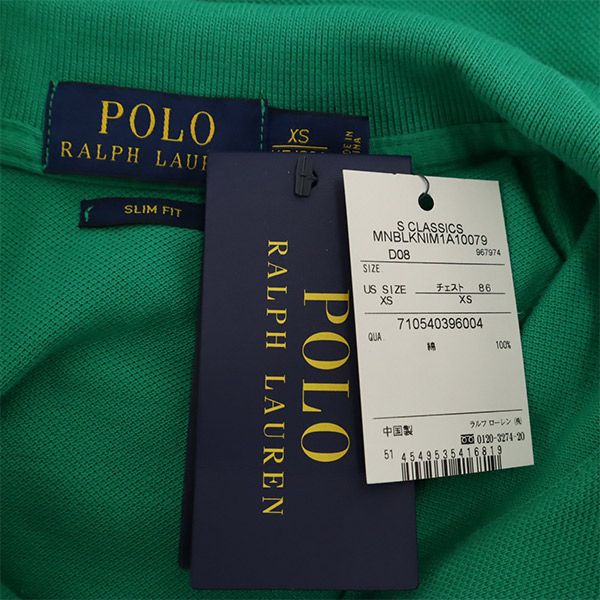 POLO
RALPH LAUREN
XS
MADE IN
SLIM FIT
POLO
RALPH LAUREN
S CLASSICS
MNBLKNIM1A10079
D08 967974
SIZE
US SIZE チェスト 86
XS XS
710540396004
QUA.
綿 100%
中国製 ラルフ ローレン (株)
0120-3274-20
51 4549535416819